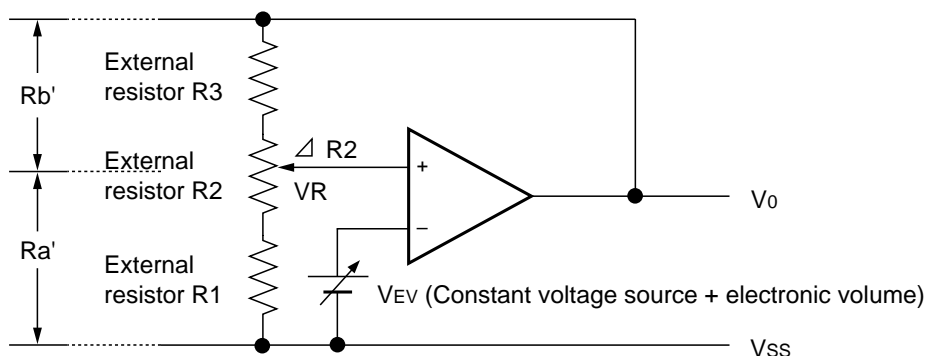 External
resistor R3
Rb'
⊿ R2
External
resistor R2
+
VR
V0
−
Ra'
External
resistor R1
VEV (Constant voltage source + electronic volume)
VSS